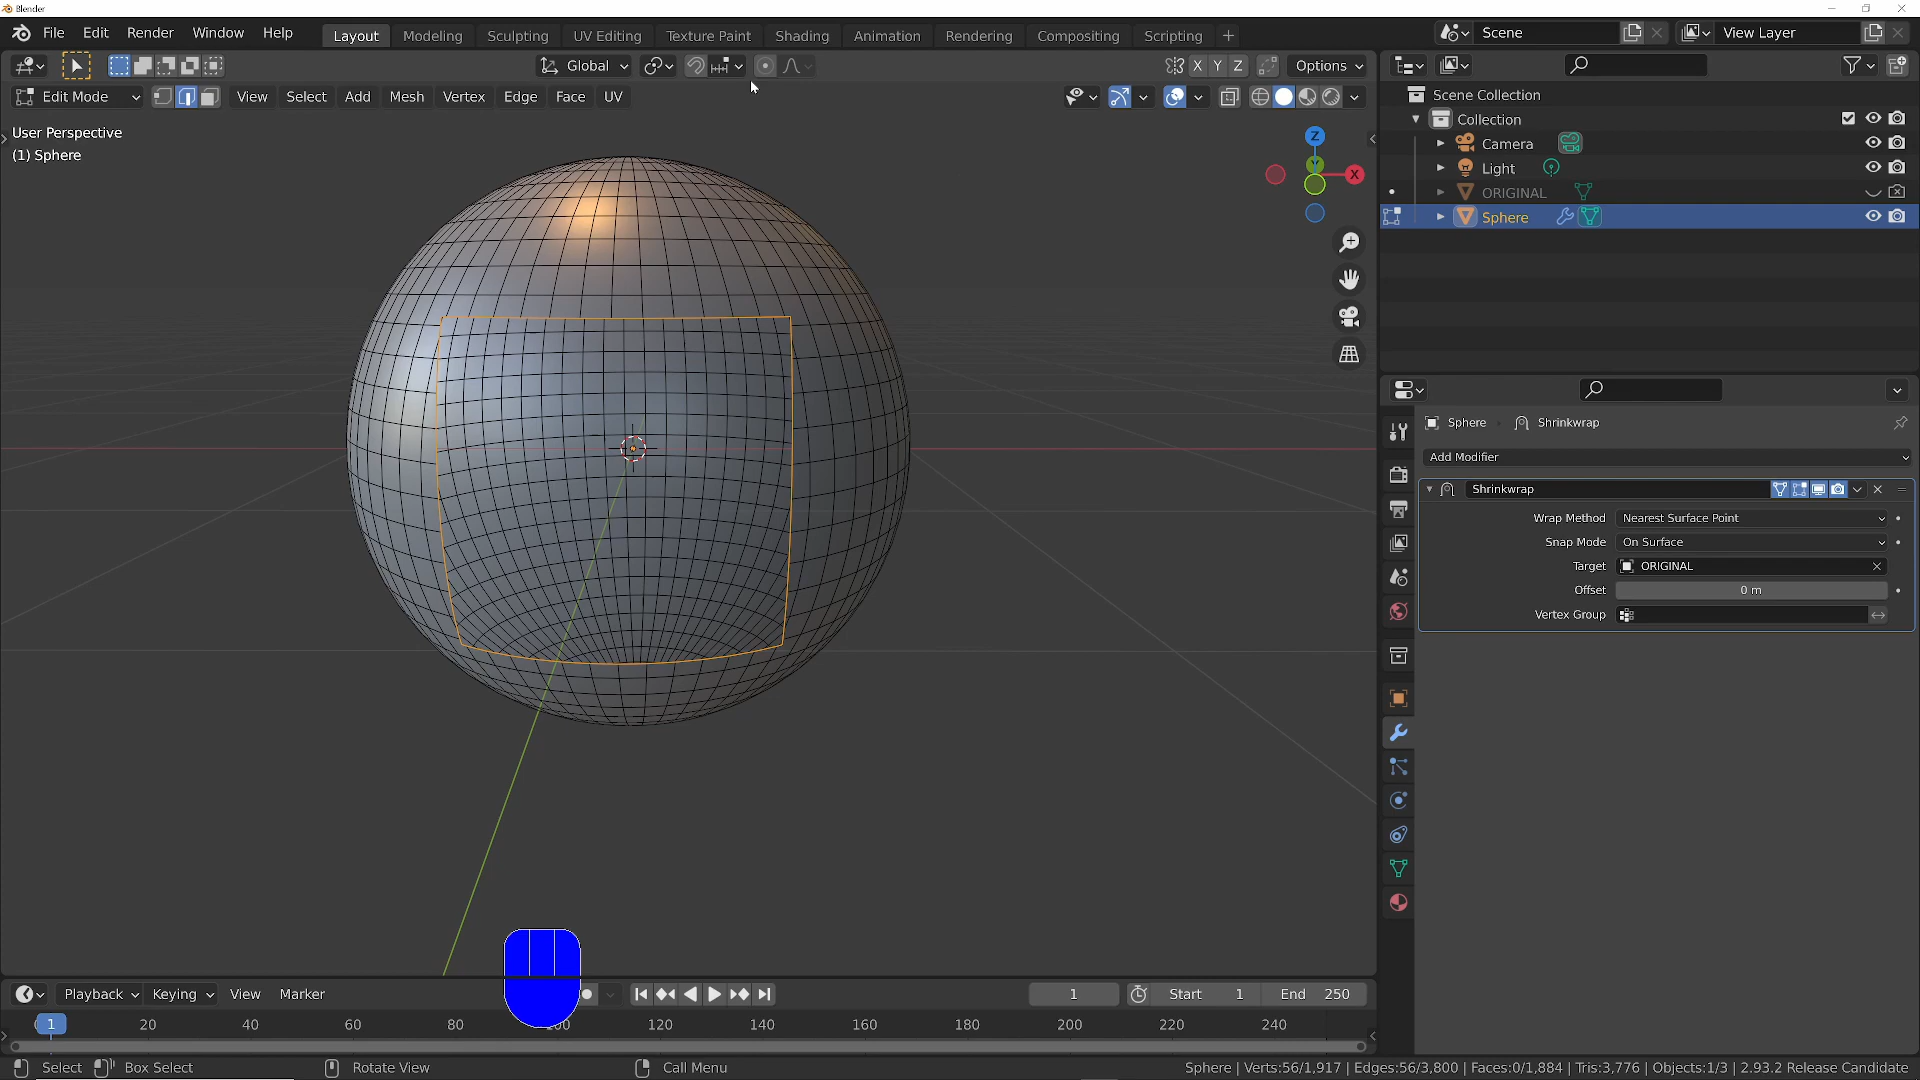 Blender
File Edit Render Window Help Layout Modeling Sculpting UV Editing Texture Paint Shading Animation Rendering Compositing Scripting + Scene View Layer
Global X Y Z Options
Edit Mode View Select Add Mesh Vertex Edge Face UV
User Perspective
(1) Sphere
Z
X
Scene Collection
Collection
Camera
Light
ORIGINAL
Sphere
Sphere Shrinkwrap
Add Modifier
Shrinkwrap
Wrap Method Nearest Surface Point
Snap Mode On Surface
Target ORIGINAL
Offset 0 m
Vertex Group
Playback Keying View Marker 1 Start 1 End 250
1 20 40 60 80 120 140 160 180 200 220 240
Select Box Select Rotate View Call Menu Sphere | Verts:56/1,917 | Edges:56/3,800 | Faces:0/1,884 | Tris:3,776 | Objects:1/3 | 2.93.2 Release Candidate